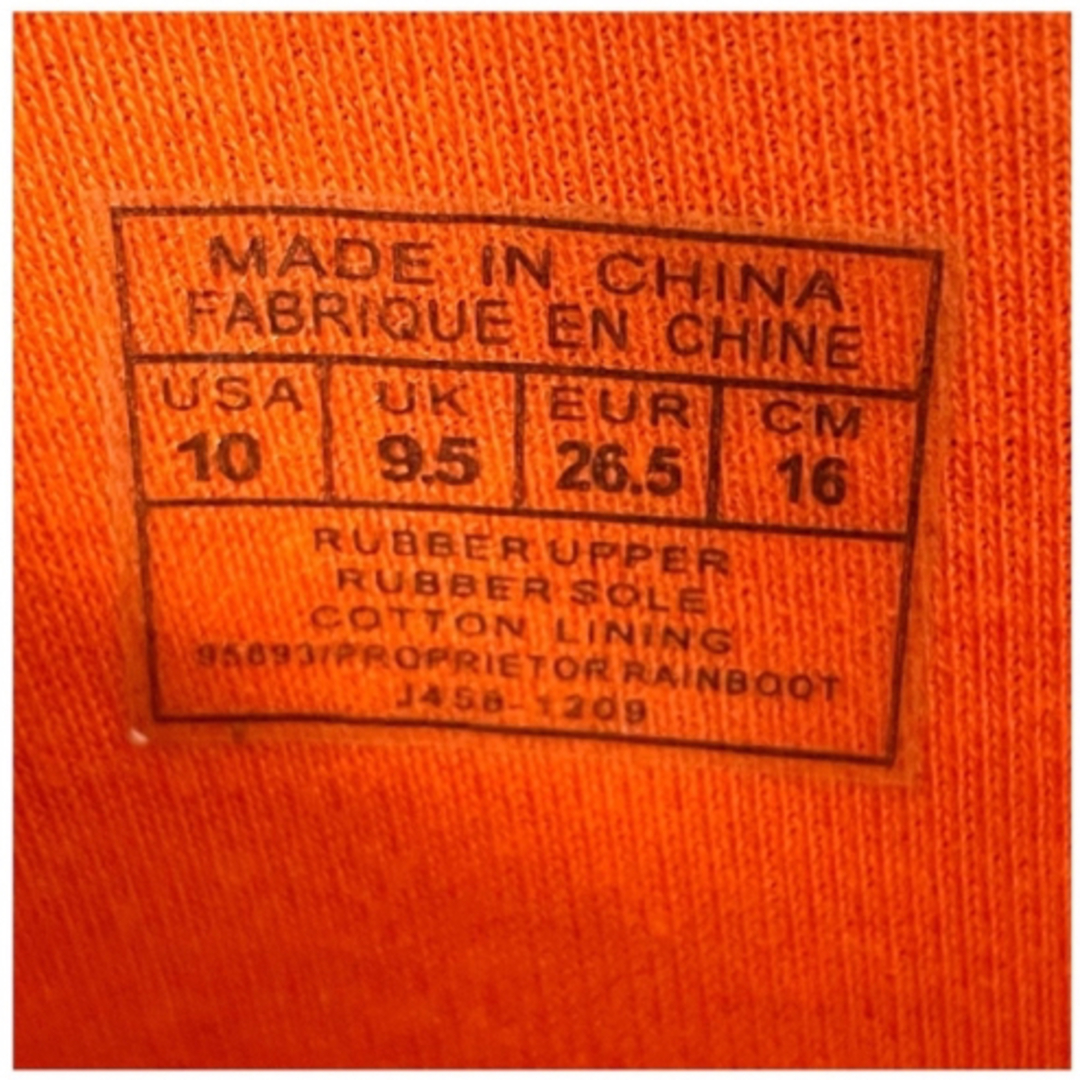 MADE IN CHINA
FABRIQUE EN CHINE
USA UK EUR CM
10 9.5 26.5 16
RUBBER UPPER
RUBBER SOLE
COTTON LINING
95693/PROPRIETOR RAINBOOT
J458-1209